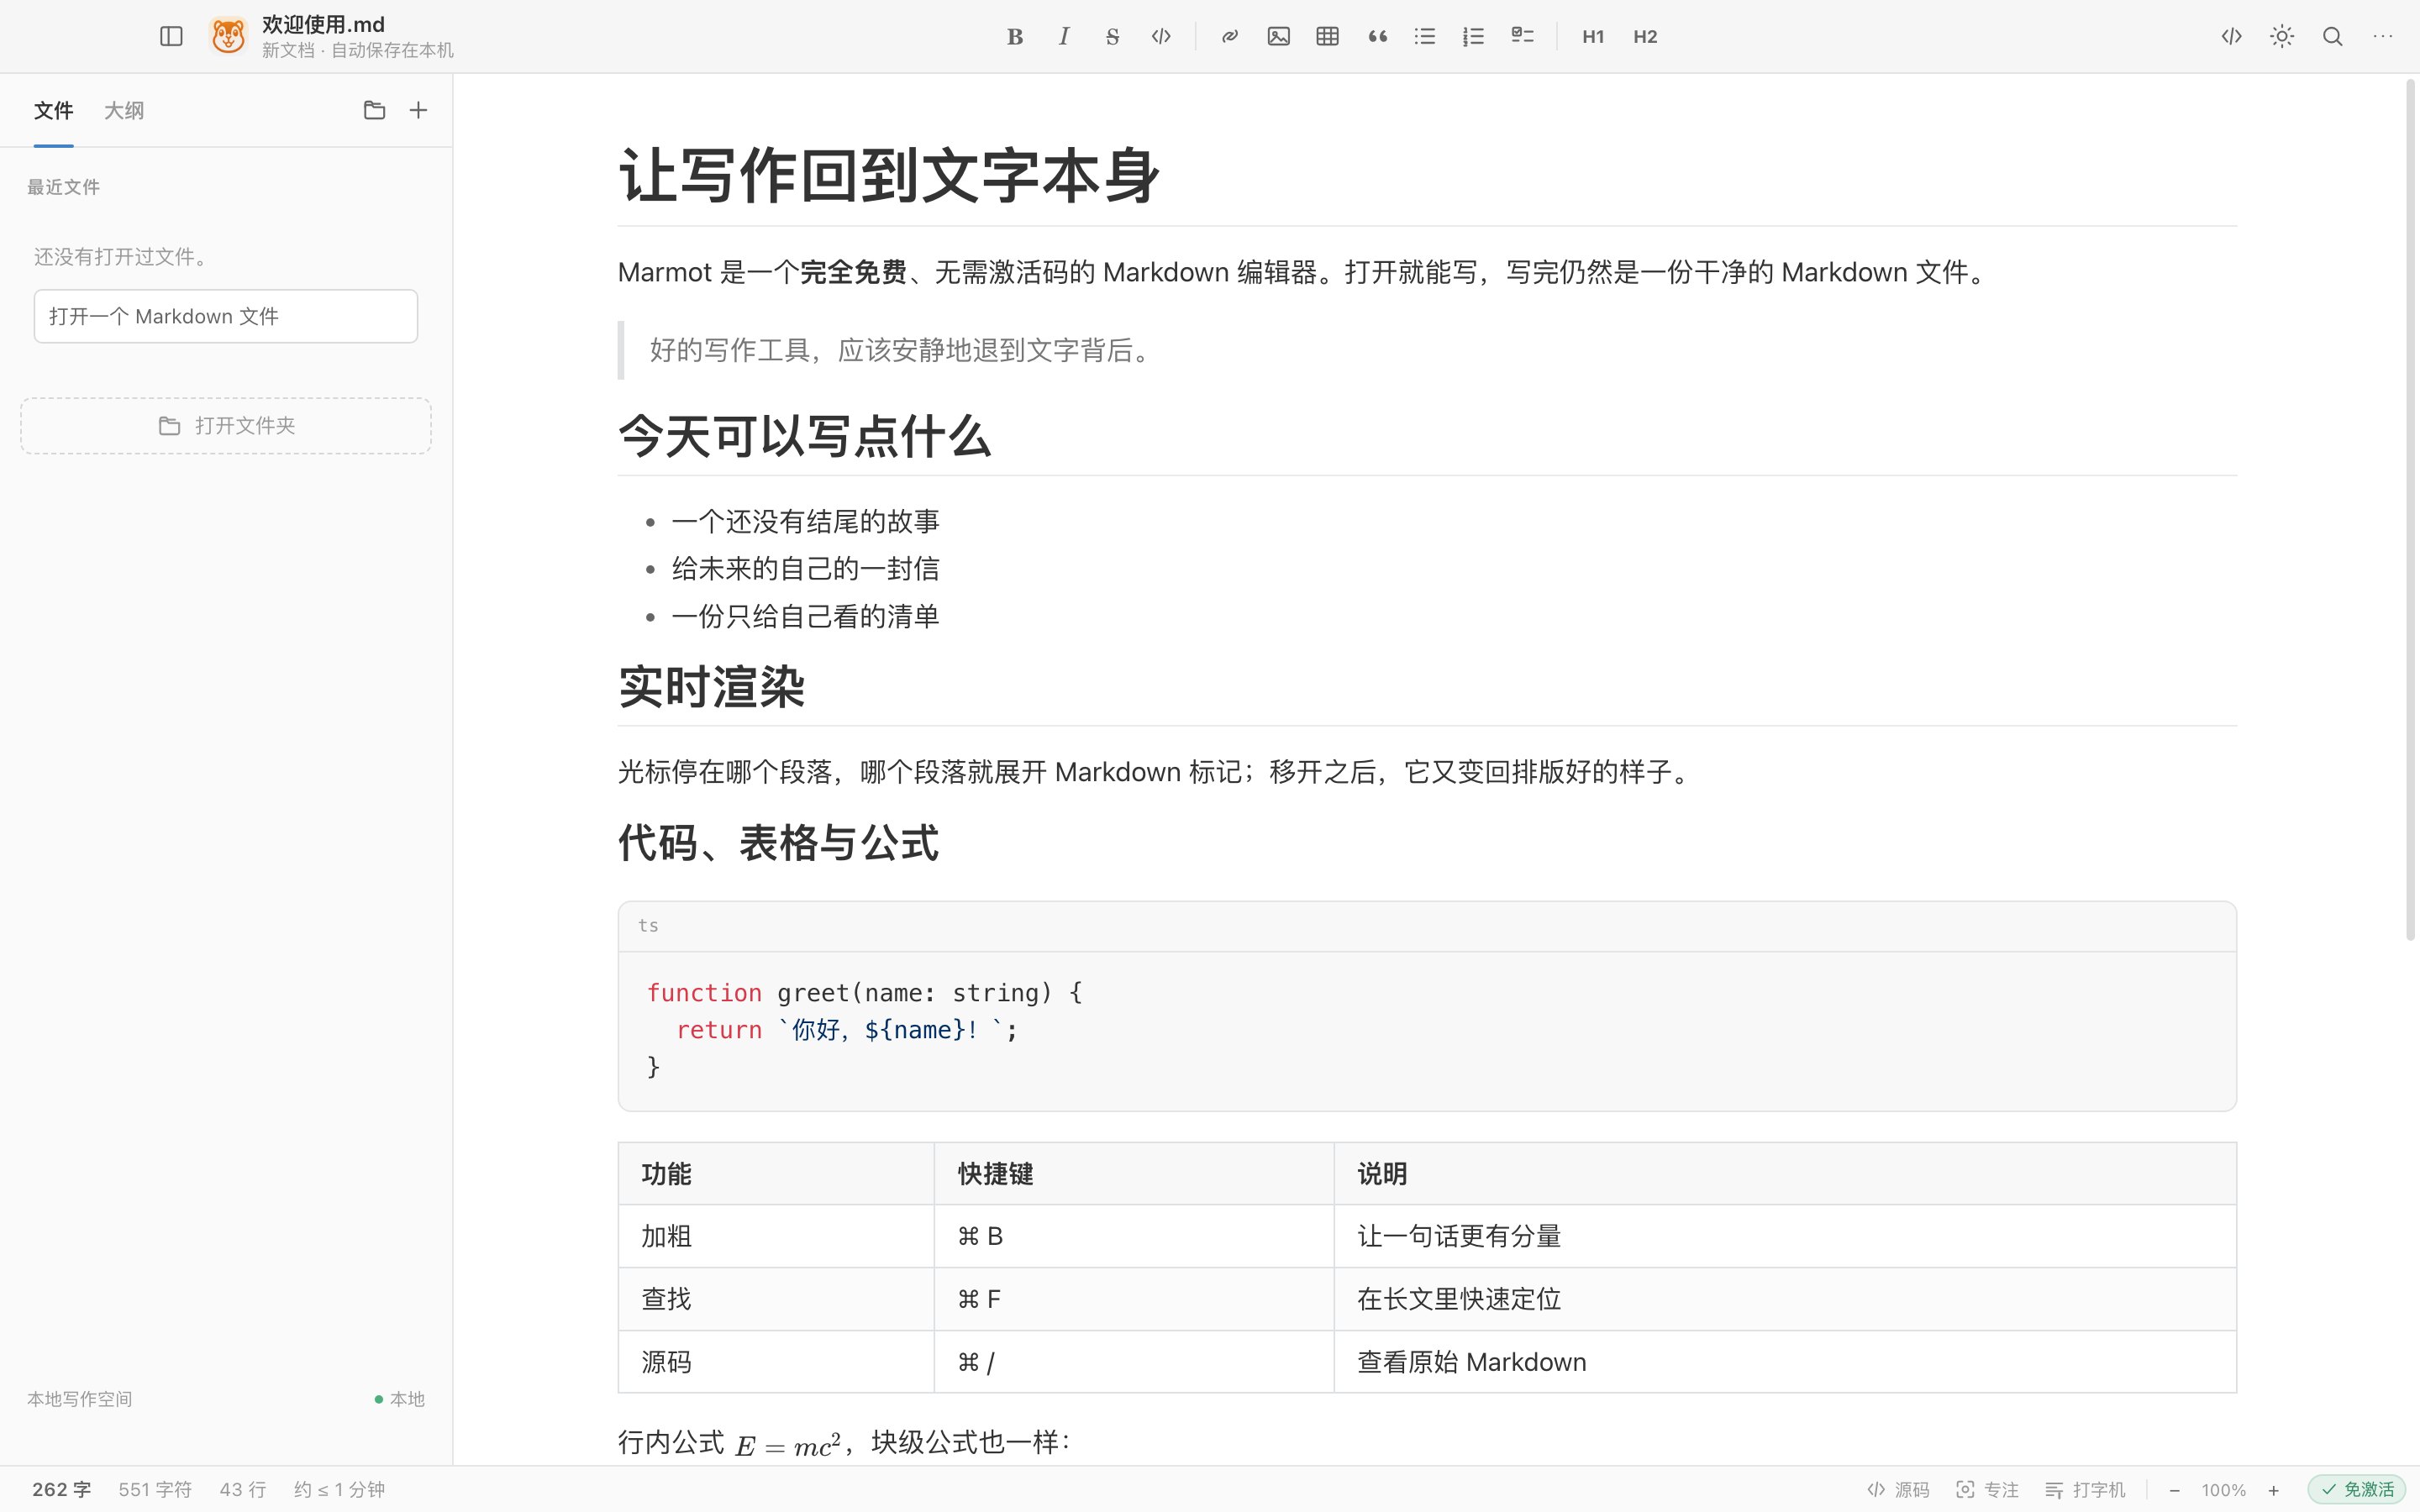 欢迎使用.md
新文档 · 自动保存在本机
B I S </> H1 H2
文件 大纲
最近文件
还没有打开过文件。
打开一个 Markdown 文件
打开文件夹
本地写作空间 本地
让写作回到文字本身
Marmot 是一个完全免费、无需激活码的 Markdown 编辑器。打开就能写，写完仍然是一份干净的 Markdown 文件。
好的写作工具，应该安静地退到文字背后。
今天可以写点什么
一个还没有结尾的故事
给未来的自己的一封信
一份只给自己看的清单
实时渲染
光标停在哪个段落，哪个段落就展开 Markdown 标记；移开之后，它又变回排版好的样子。
代码、表格与公式
ts
function greet(name: string) {
  return `你好，${name}！`;
}
功能 快捷键 说明
加粗 ⌘ B 让一句话更有分量
查找 ⌘ F 在长文里快速定位
源码 ⌘ / 查看原始 Markdown
行内公式 E = mc²，块级公式也一样：
262 字 551 字符 43 行 约 ≤ 1 分钟
</> 源码 专注 打字机 − 100% + ✓ 免激活